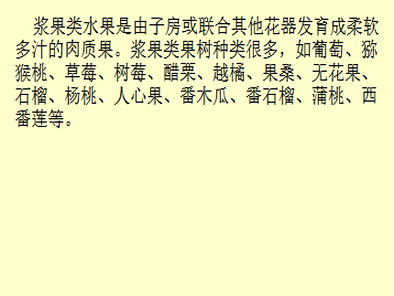 浆果类水果是由子房或联合其他花器发育成柔软
多汁的肉质果。浆果类果树种类很多，如葡萄、猕
猴桃、草莓、树莓、醋栗、越橘、果桑、无花果、
石榴、杨桃、人心果、番木瓜、番石榴、蒲桃、西
番莲等。